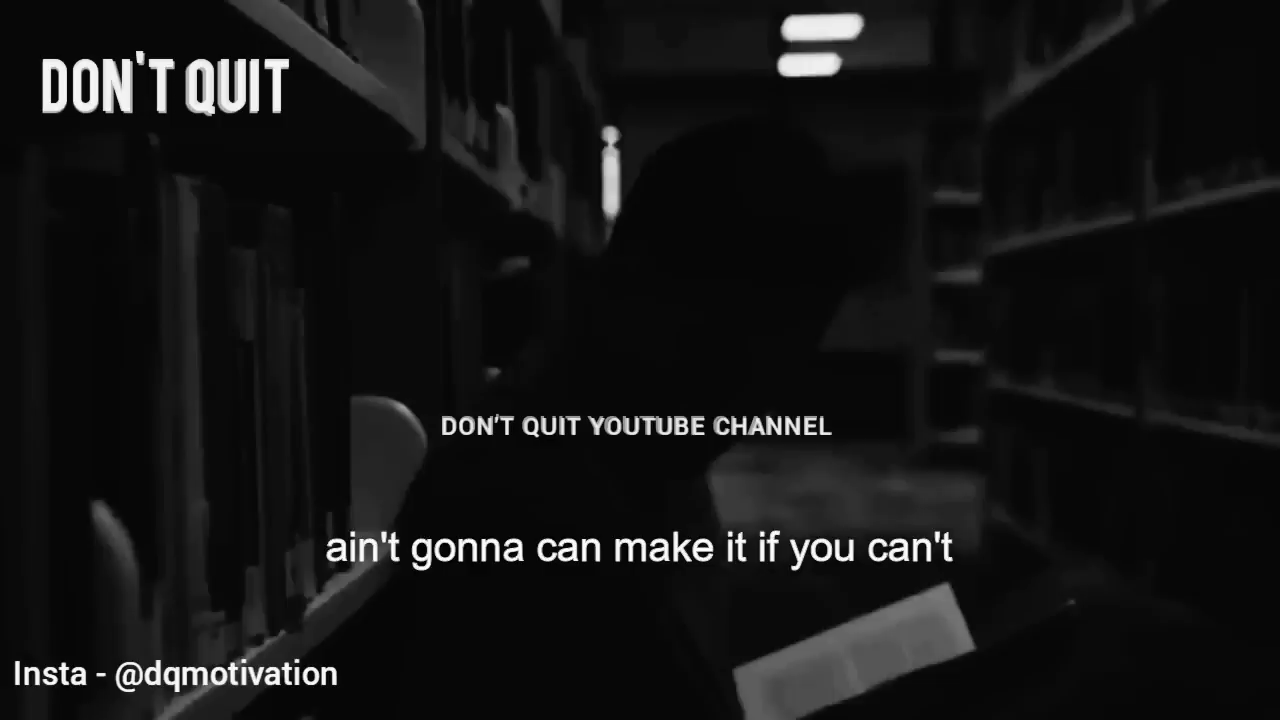 DON'T QUIT
DON'T QUIT YOUTUBE CHANNEL
ain't gonna can make it if you can't
Insta - @dqmotivation